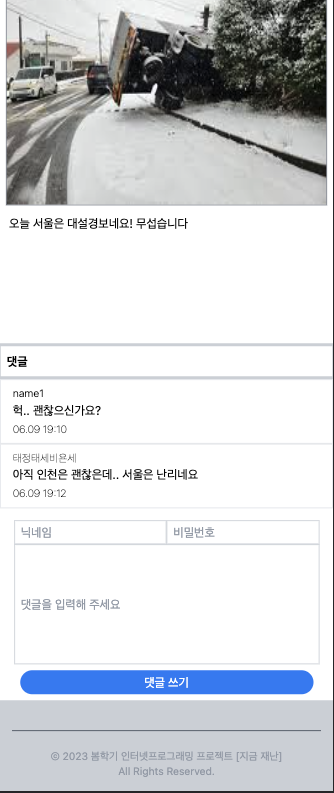 오늘 서울은 대설경보네요! 무섭습니다
댓글
name1
헉.. 괜찮으신가요?
06.09 19:10
태정태세비욘세
아직 인천은 괜찮은데.. 서울은 난리네요
06.09 19:12
닉네임 비밀번호
댓글을 입력해 주세요
댓글 쓰기
© 2023 봄학기 인터넷프로그래밍 프로젝트 [지금 재난]
All Rights Reserved.